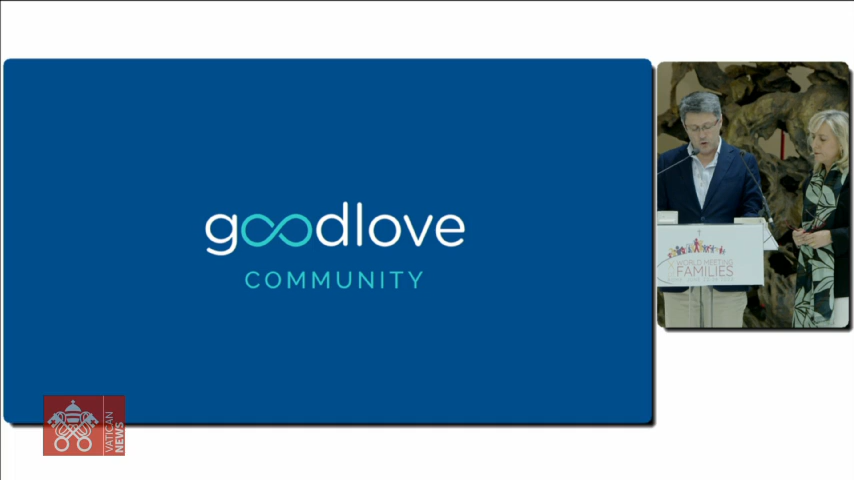 goodlove
COMMUNITY
WORLD MEETING
FAMILIES
VATICAN
NEWS